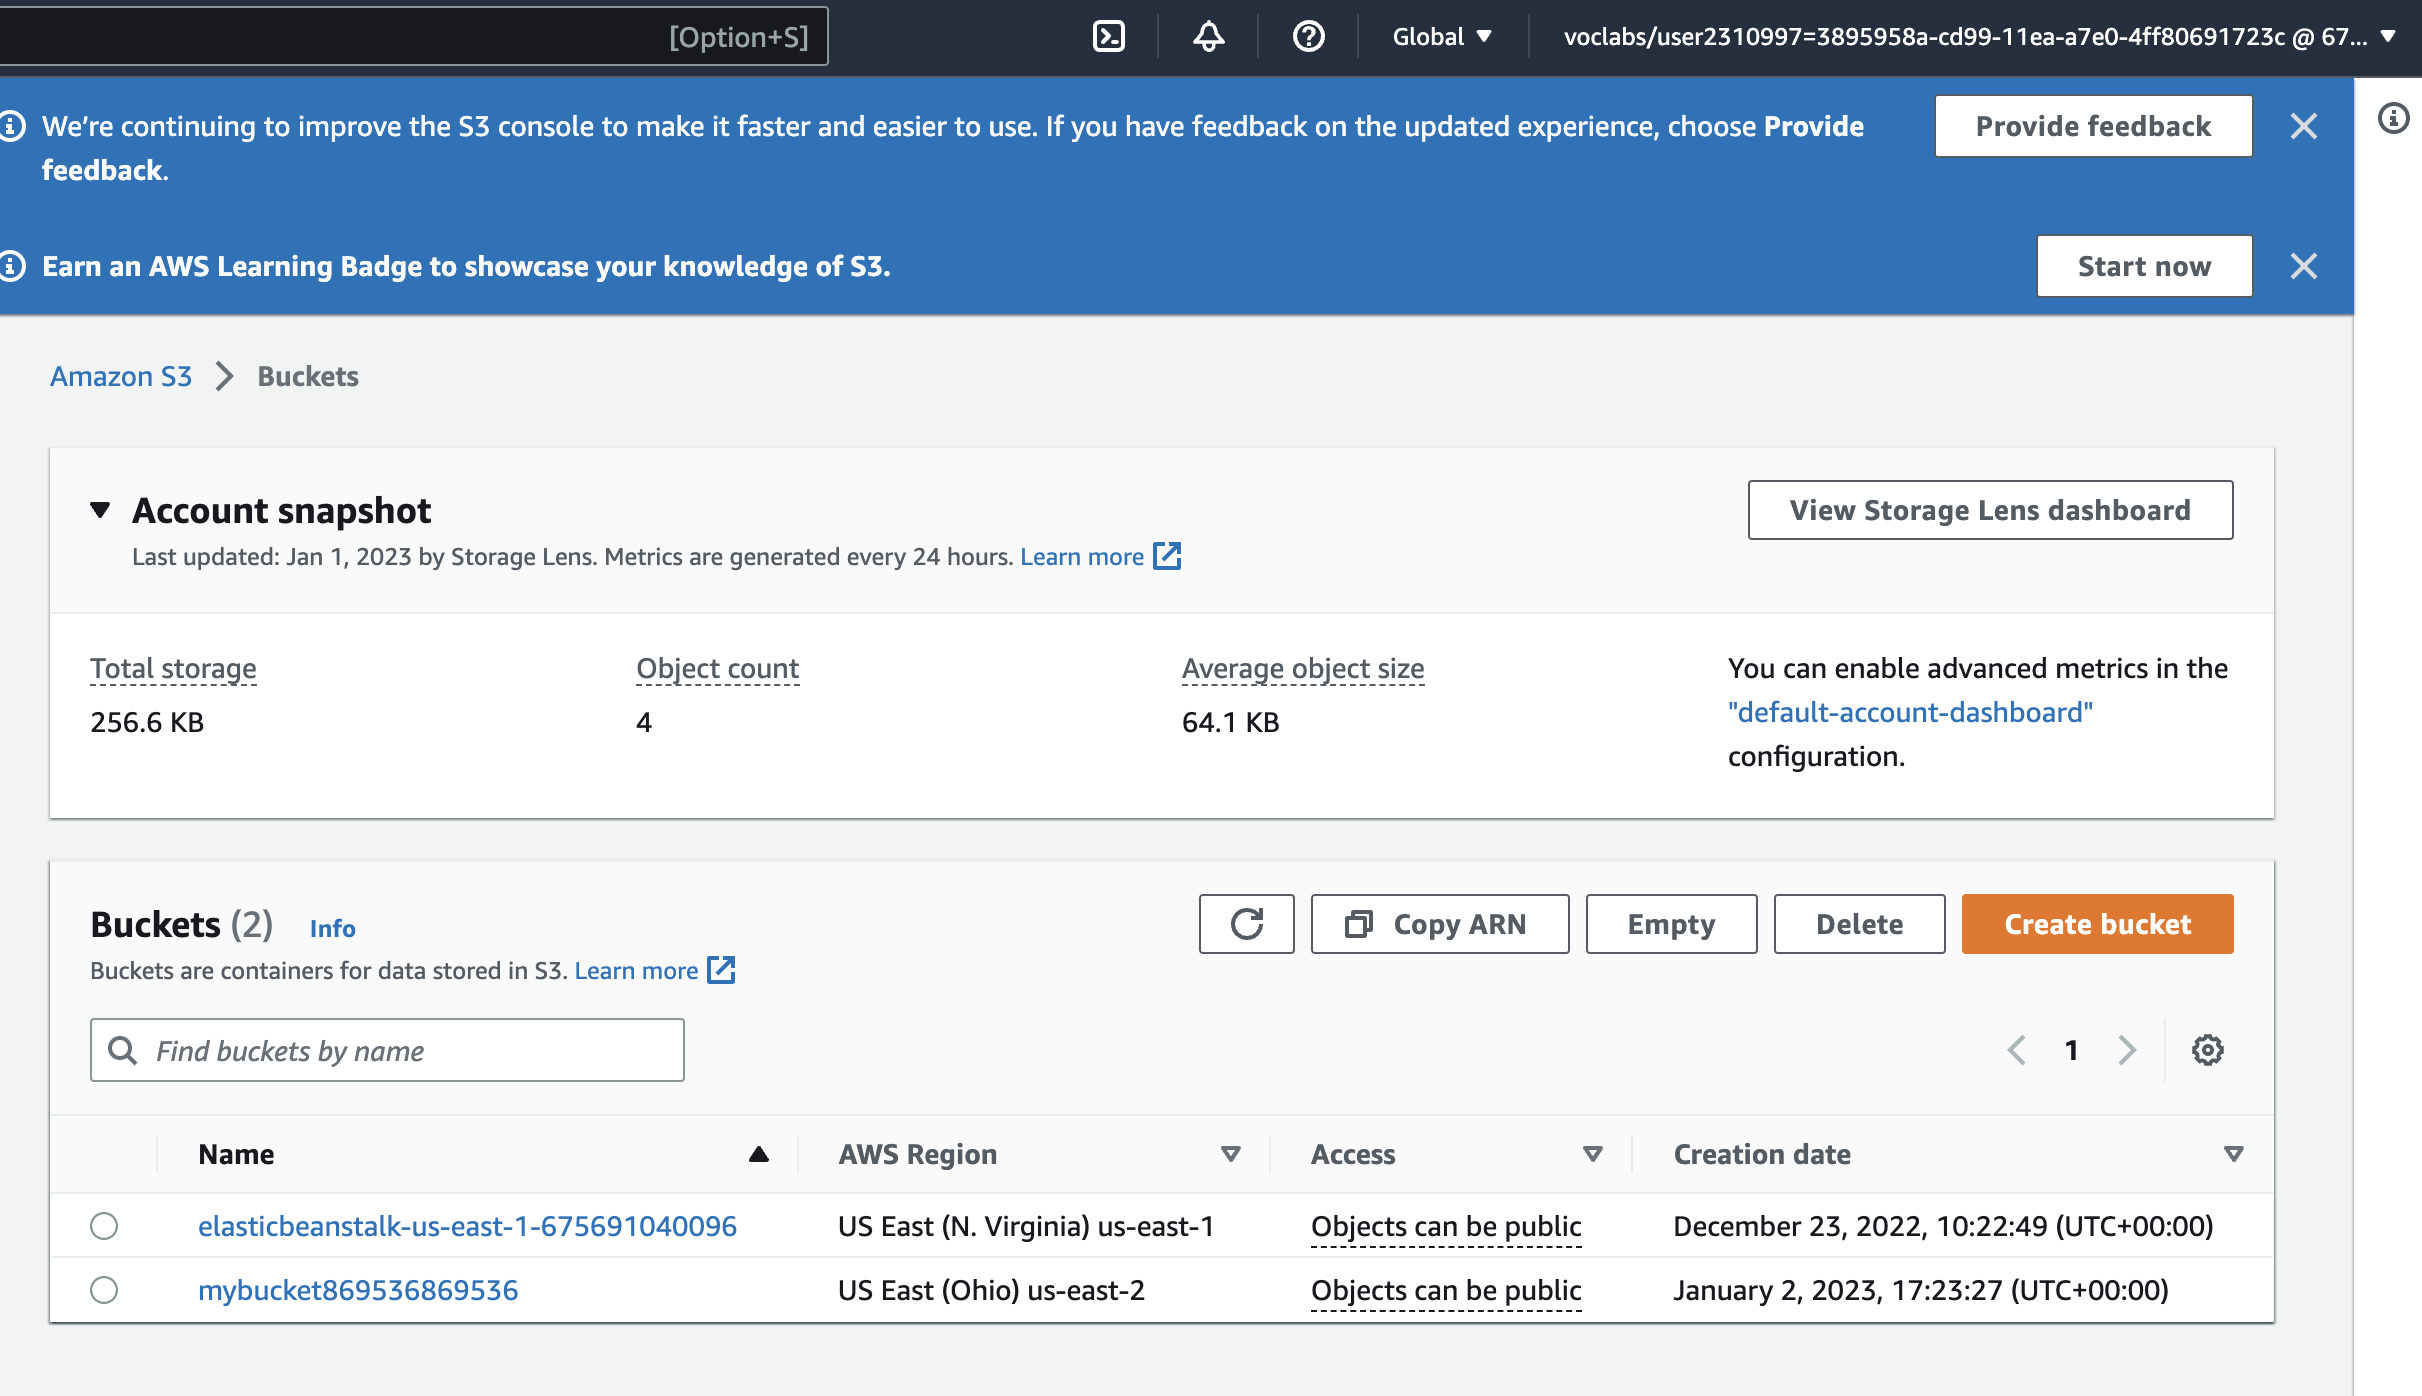 [Option+S]
Global
voclabs/user2310997=3895958a-cd99-11ea-a7e0-4ff80691723c @ 67...
We're continuing to improve the S3 console to make it faster and easier to use. If you have feedback on the updated experience, choose Provide
feedback.
Provide feedback
Earn an AWS Learning Badge to showcase your knowledge of S3.
Start now
Amazon S3 Buckets
Account snapshot
View Storage Lens dashboard
Last updated: Jan 1, 2023 by Storage Lens. Metrics are generated every 24 hours. Learn more
Total storage
256.6 KB
Object count
4
Average object size
64.1 KB
You can enable advanced metrics in the
"default-account-dashboard"
configuration.
Buckets (2) Info
Buckets are containers for data stored in S3. Learn more
Copy ARN
Empty
Delete
Create bucket
Find buckets by name
1
Name AWS Region Access Creation date
elasticbeanstalk-us-east-1-675691040096 US East (N. Virginia) us-east-1 Objects can be public December 23, 2022, 10:22:49 (UTC+00:00)
mybucket869536869536 US East (Ohio) us-east-2 Objects can be public January 2, 2023, 17:23:27 (UTC+00:00)